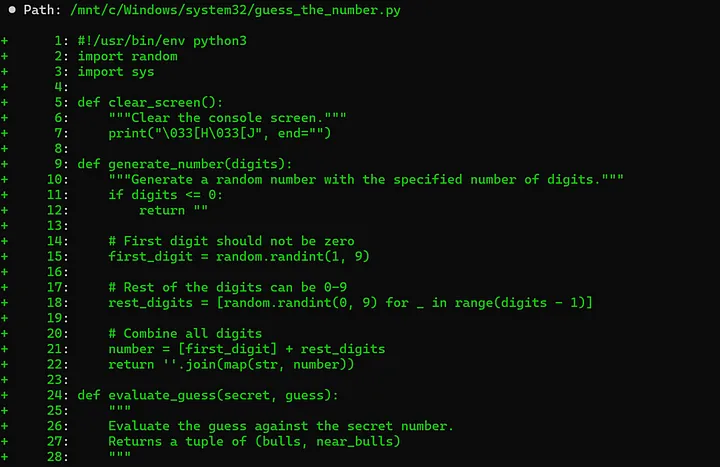 ● Path: /mnt/c/Windows/system32/guess_the_number.py
+ 1: #!/usr/bin/env python3
+ 2: import random
+ 3: import sys
+ 4:
+ 5: def clear_screen():
+ 6:     """Clear the console screen."""
+ 7:     print("\033[H\033[J", end="")
+ 8:
+ 9: def generate_number(digits):
+ 10:     """Generate a random number with the specified number of digits."""
+ 11:     if digits <= 0:
+ 12:         return ""
+ 13:
+ 14:     # First digit should not be zero
+ 15:     first_digit = random.randint(1, 9)
+ 16:
+ 17:     # Rest of the digits can be 0-9
+ 18:     rest_digits = [random.randint(0, 9) for _ in range(digits - 1)]
+ 19:
+ 20:     # Combine all digits
+ 21:     number = [first_digit] + rest_digits
+ 22:     return ''.join(map(str, number))
+ 23:
+ 24: def evaluate_guess(secret, guess):
+ 25:     """
+ 26:     Evaluate the guess against the secret number.
+ 27:     Returns a tuple of (bulls, near_bulls)
+ 28:     """